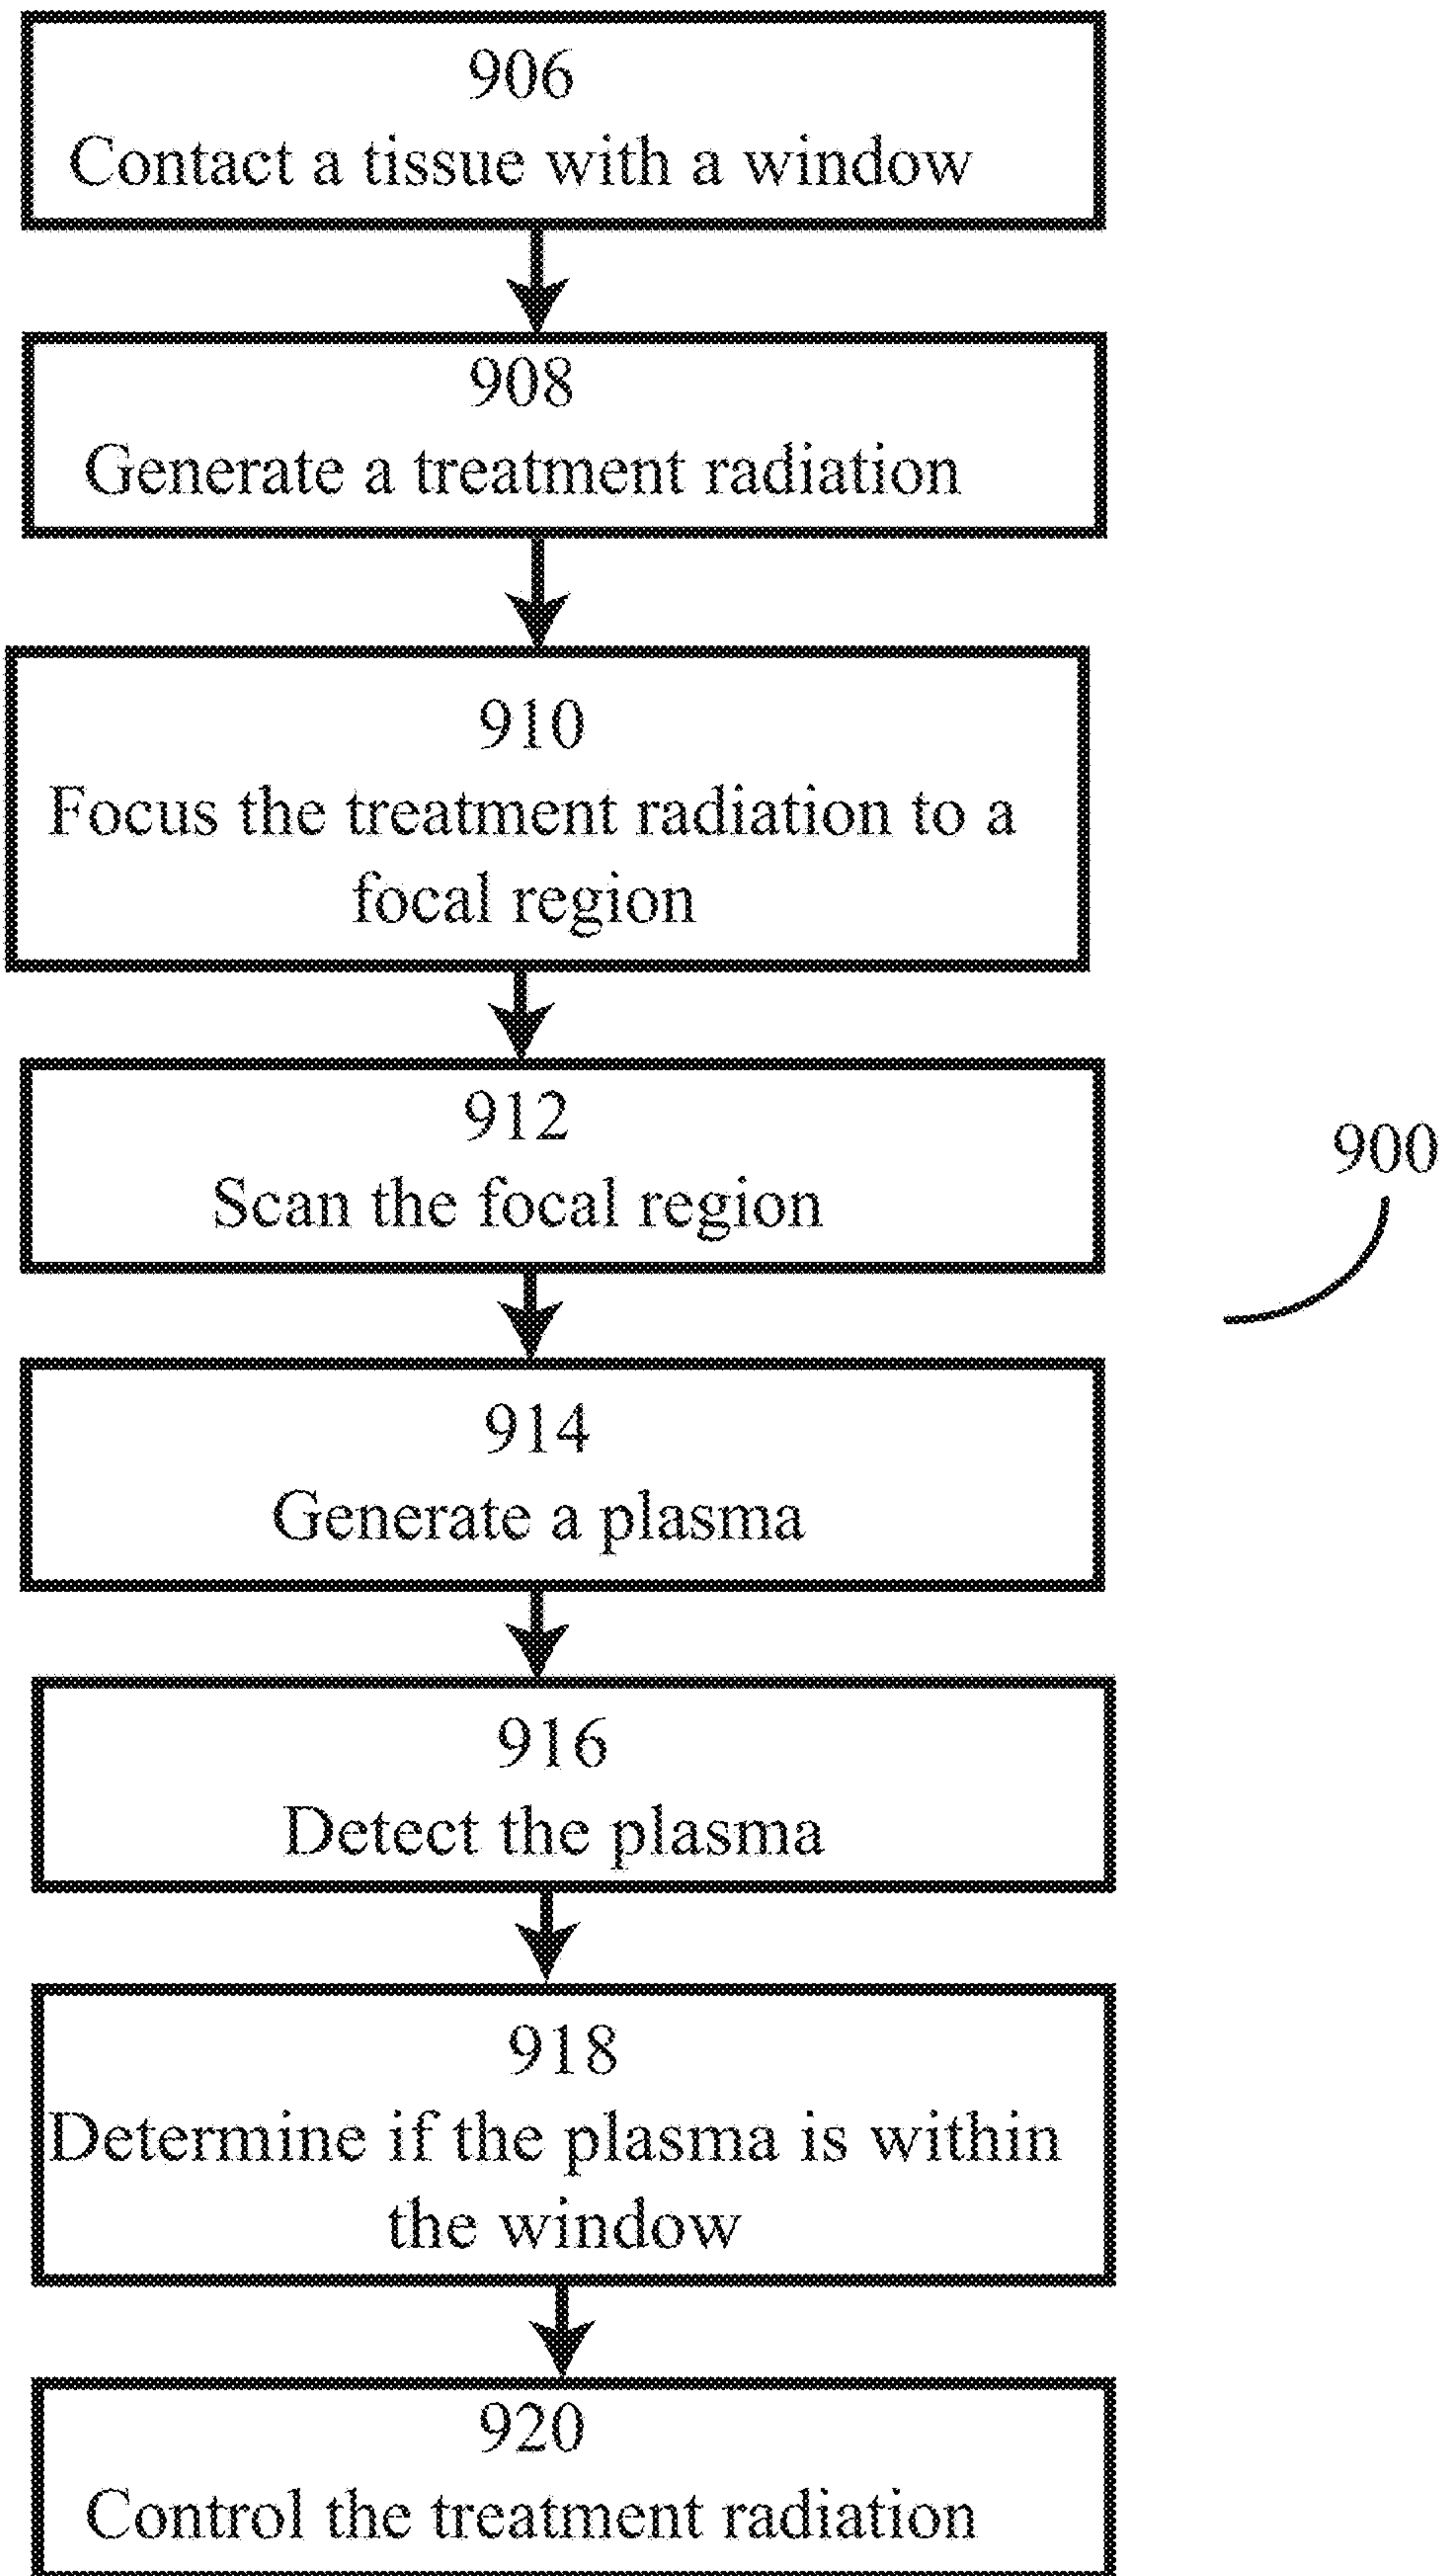 906
Contact a tissue with a window
908
Generate a treatment radiation
910
Focus the treatment radiation to a
focal region
912
Scan the focal region
900
914
Generate a plasma
916
Detect the plasma
918
Determine if the plasma is within
the window
920
Control the treatment radiation